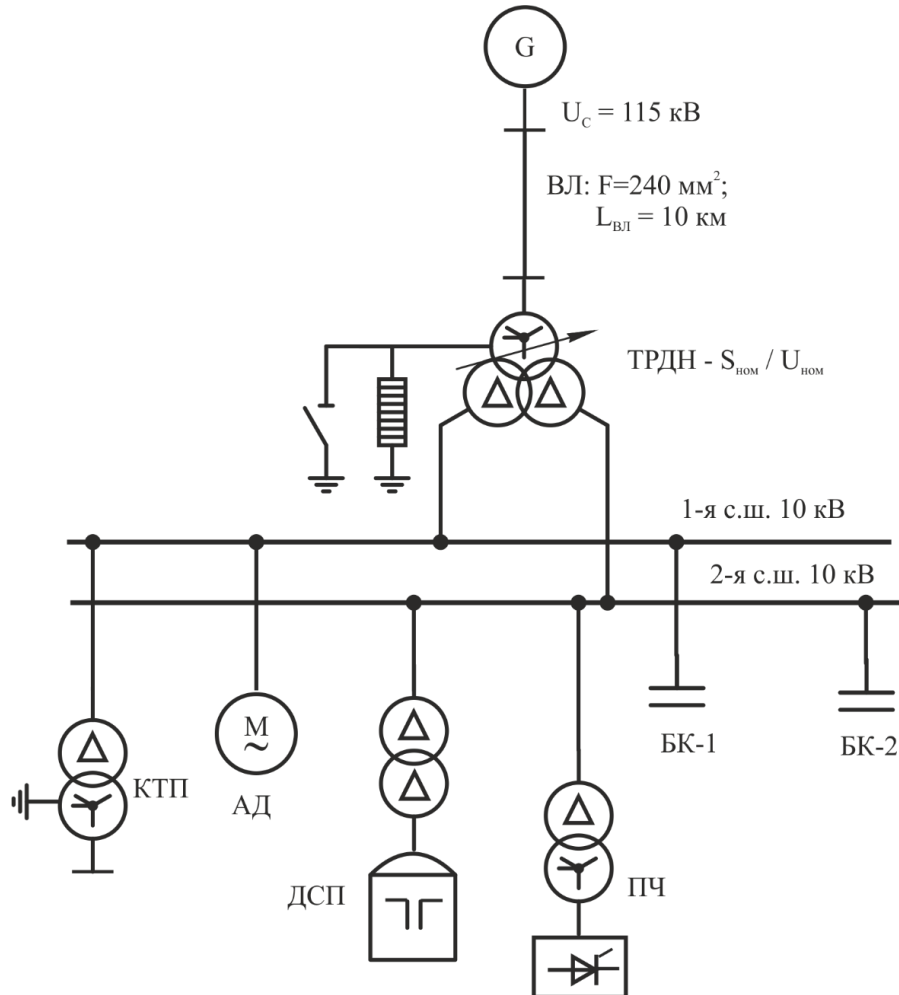 G
U_C = 115 кВ
ВЛ: F=240 мм²;
L_ВЛ = 10 км
ТРДН - S_ном / U_ном
1-я с.ш. 10 кВ
2-я с.ш. 10 кВ
М
~
КТП
АД
БК-1
БК-2
ДСП
ПЧ